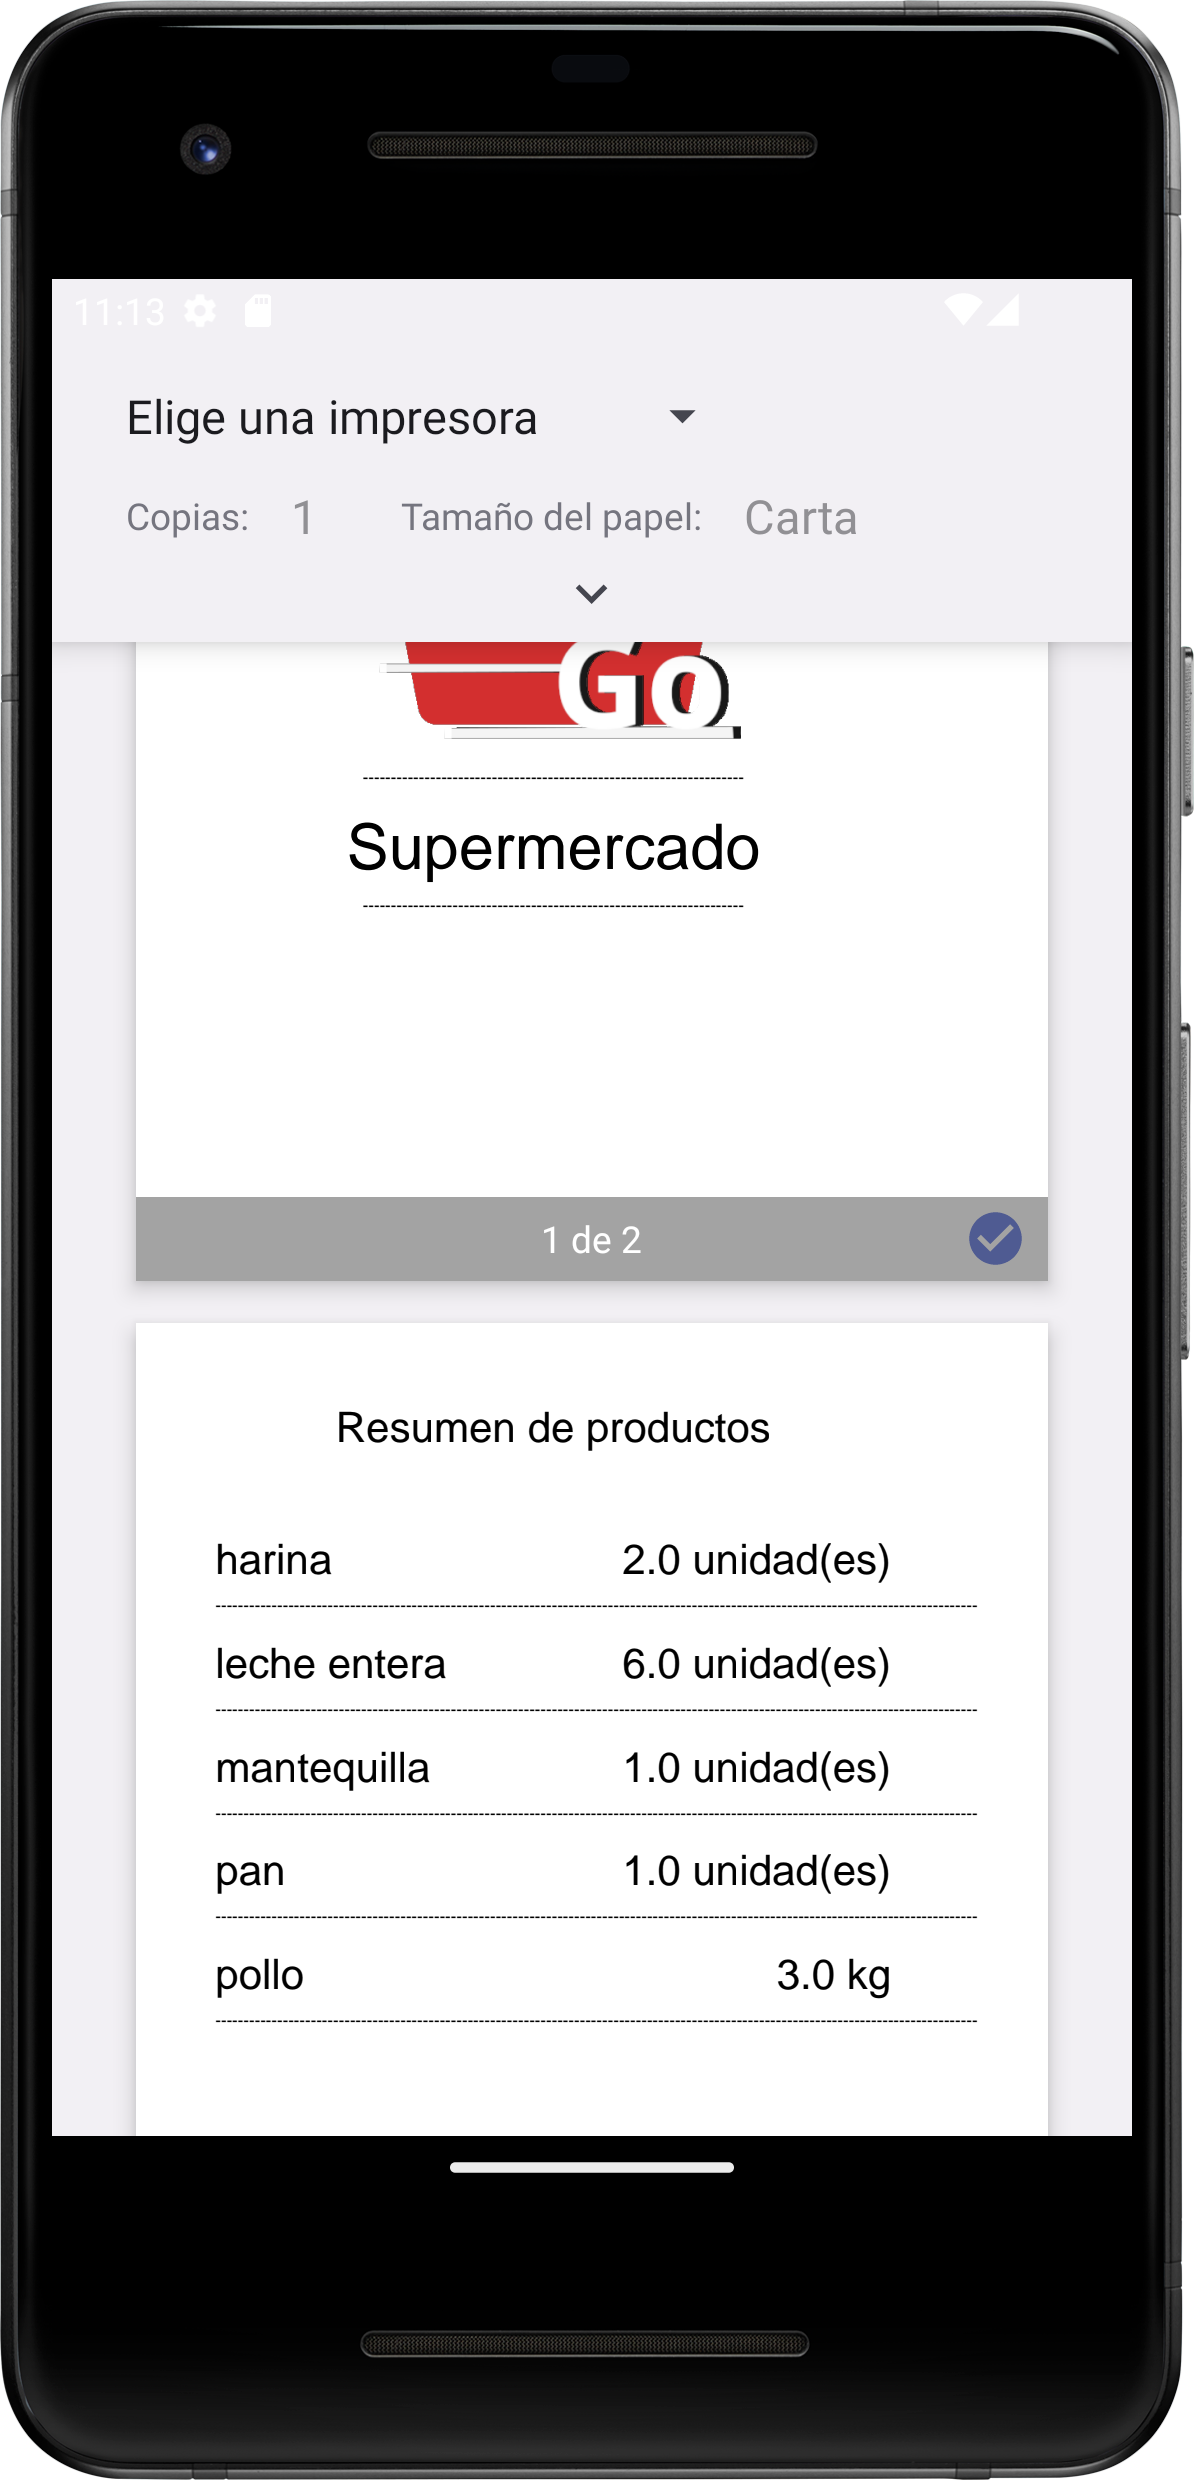 11:13
Elige una impresora
Copias: 1 Tamaño del papel: Carta
Go
Supermercado
1 de 2
Resumen de productos
harina 2.0 unidad(es)
leche entera 6.0 unidad(es)
mantequilla 1.0 unidad(es)
pan 1.0 unidad(es)
pollo 3.0 kg